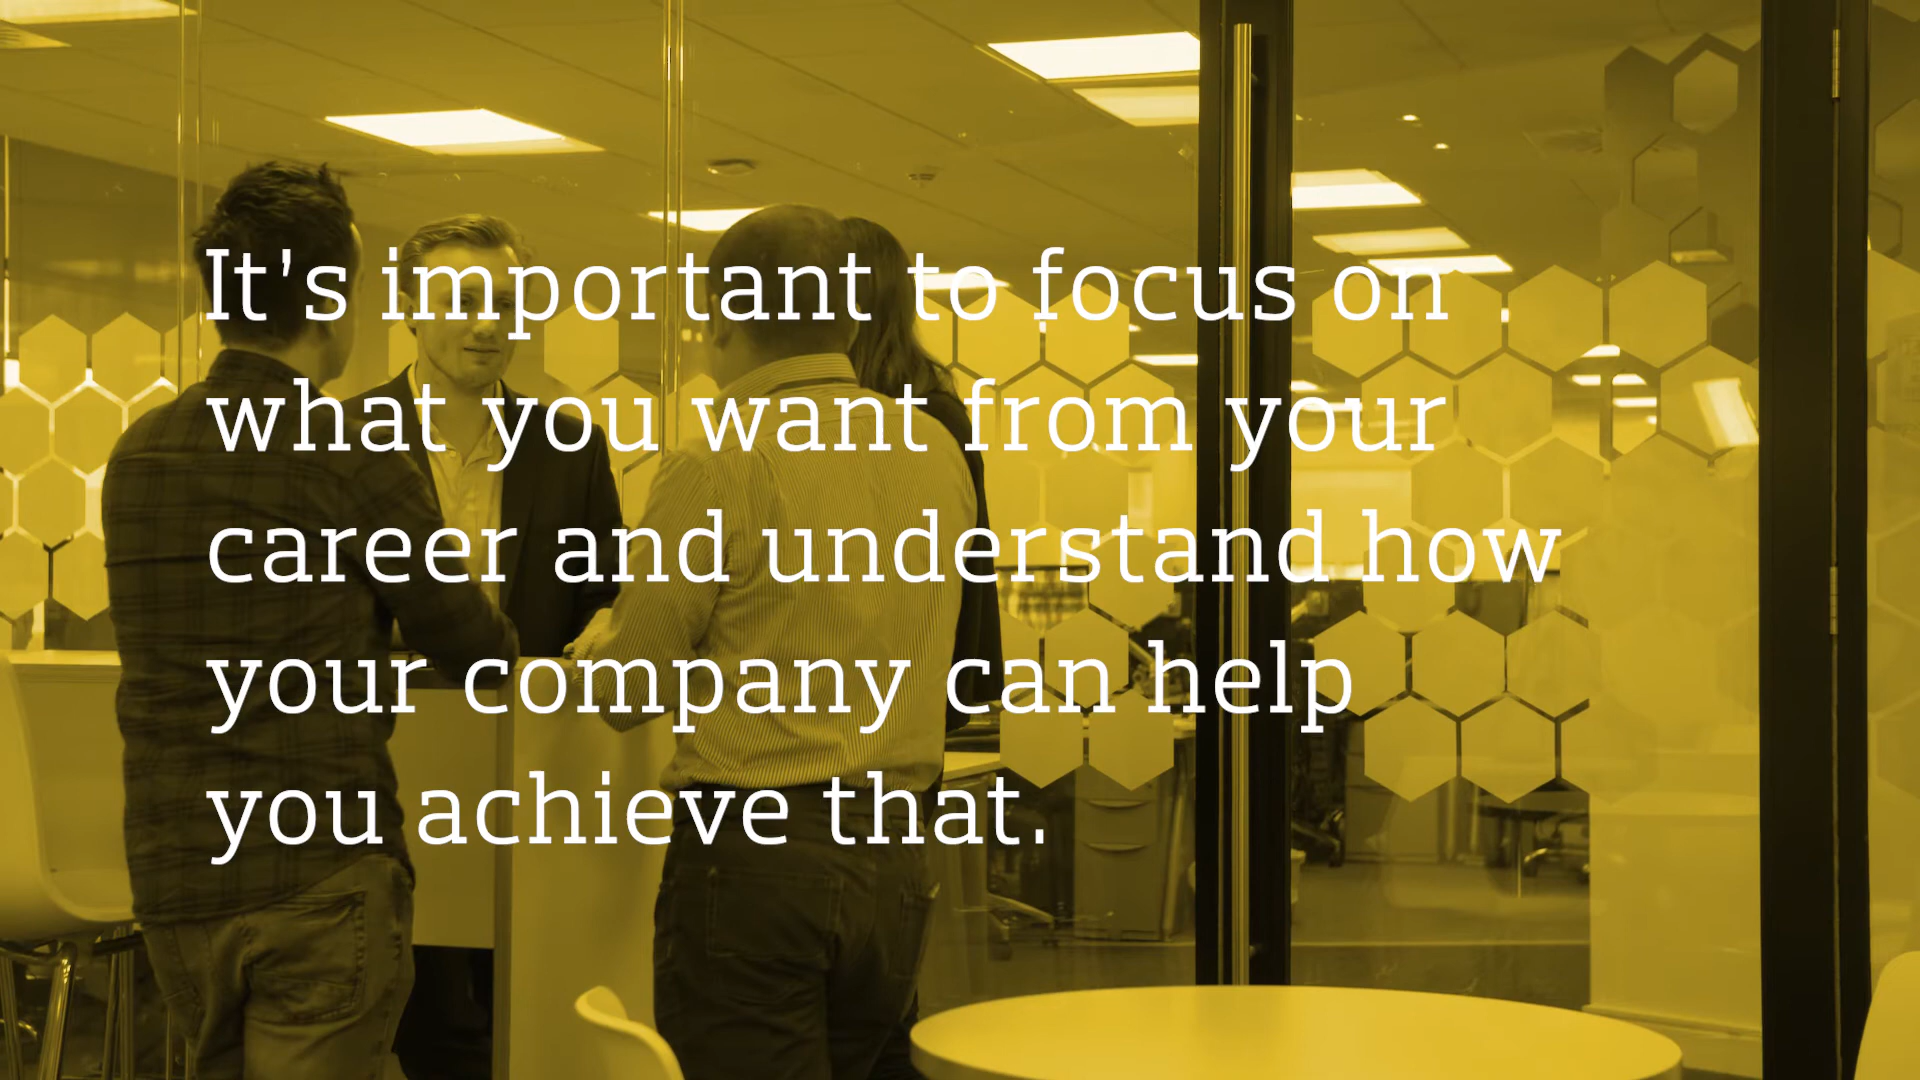 It's important to focus on
what you want from your
career and understand how
your company can help
you achieve that.